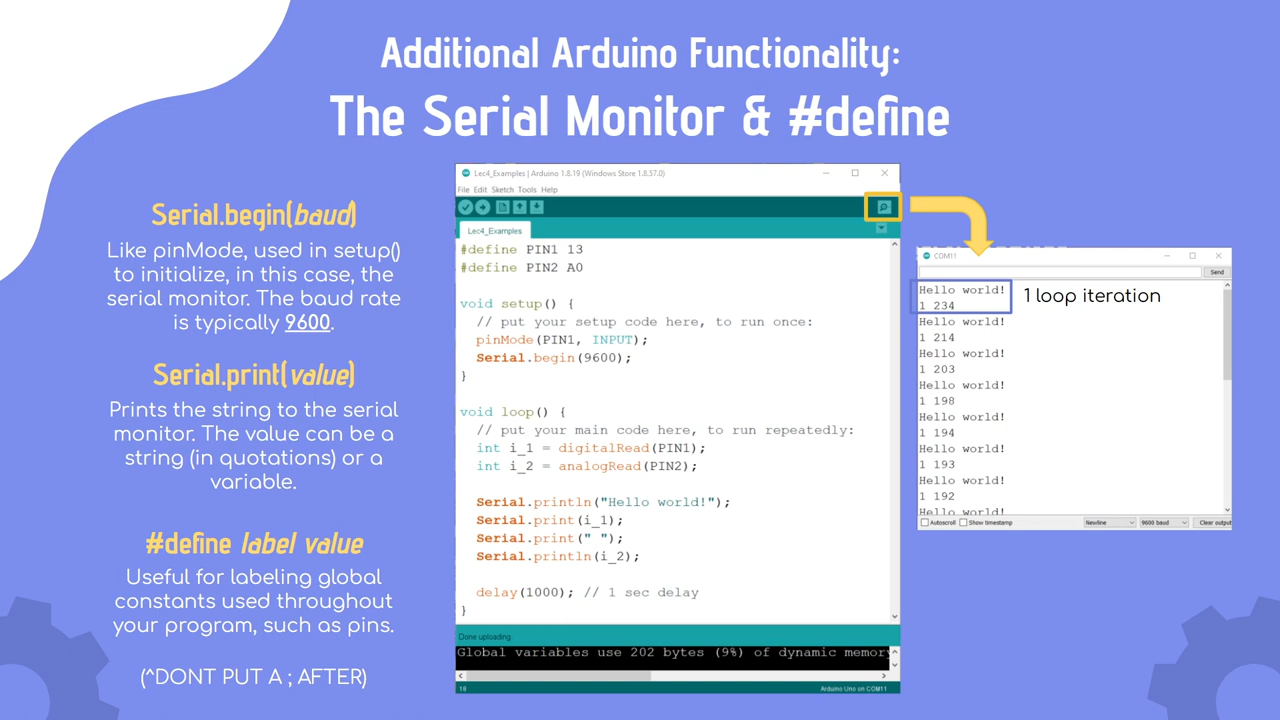 Additional Arduino Functionality:
The Serial Monitor & #define
Serial.begin(baud)
Like pinMode, used in setup()
to initialize, in this case, the
serial monitor. The baud rate
is typically 9600.
Serial.print(value)
Prints the string to the serial
monitor. The value can be a
string (in quotations) or a
variable.
#define label value
Useful for labeling global
constants used throughout
your program, such as pins.
(^DONT PUT A ; AFTER)
Lec4_Examples | Arduino 1.8.19 (Windows Store 1.8.57.0)
File Edit Sketch Tools Help
Lec4_Examples
#define PIN1 13
#define PIN2 A0
void setup() {
// put your setup code here, to run once:
pinMode(PIN1, INPUT);
Serial.begin(9600);
}
void loop() {
// put your main code here, to run repeatedly:
int i_1 = digitalRead(PIN1);
int i_2 = analogRead(PIN2);
Serial.println("Hello world!");
Serial.print(i_1);
Serial.print(" ");
Serial.println(i_2);
delay(1000); // 1 sec delay
}
Done uploading.
Global variables use 202 bytes (9%) of dynamic memory
18
Arduino Uno on COM11
COM11
Send
Hello world!
1 234
1 loop iteration
Hello world!
1 214
Hello world!
1 203
Hello world!
1 198
Hello world!
1 194
Hello world!
1 193
Hello world!
1 192
Hello world!
Autoscroll Show timestamp
Newline
9600 baud
Clear output